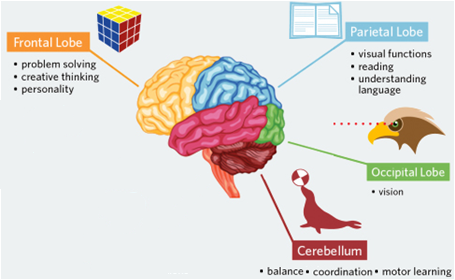 Frontal Lobe
• problem solving
• creative thinking
• personality
Parietal Lobe
• visual functions
• reading
• understanding
language
Occipital Lobe
• vision
Cerebellum
• balance • coordination • motor learning